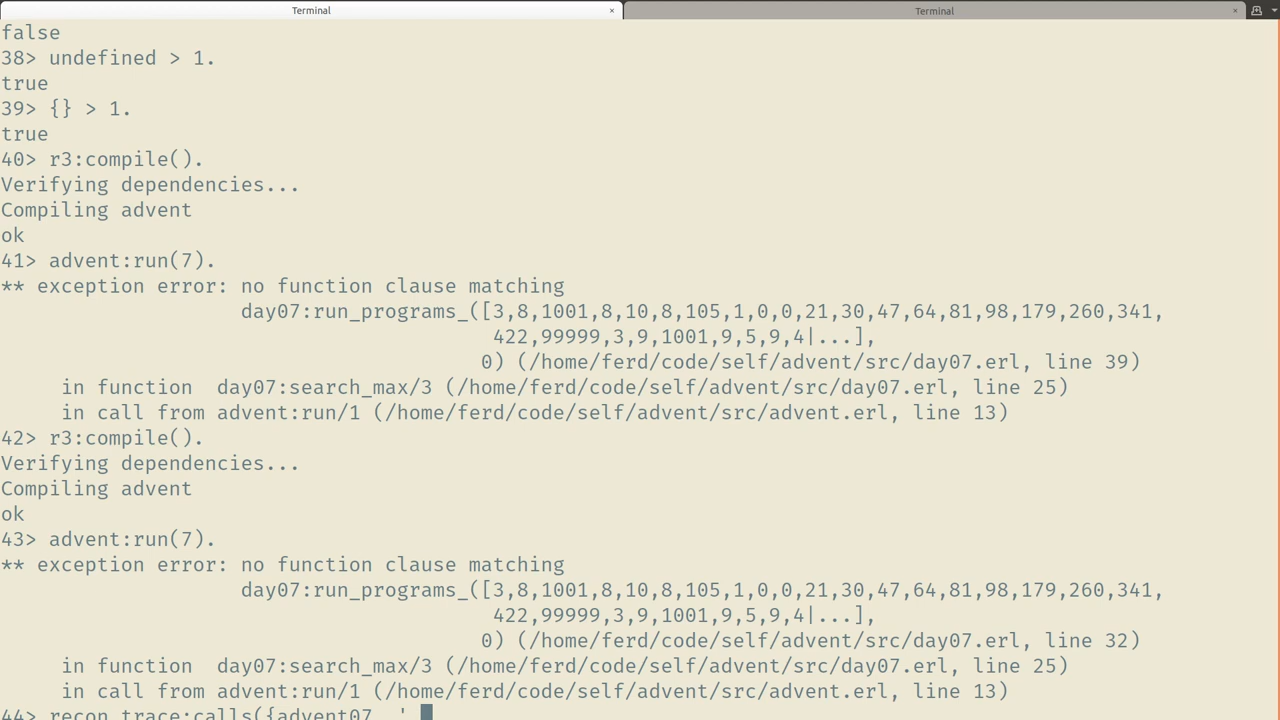 Terminal × Terminal ×
false
38> undefined > 1.
true
39> {} > 1.
true
40> r3:compile().
Verifying dependencies...
Compiling advent
ok
41> advent:run(7).
** exception error: no function clause matching
day07:run_programs_([3,8,1001,8,10,8,105,1,0,0,21,30,47,64,81,98,179,260,341,
422,99999,3,9,1001,9,5,9,4|...],
0) (/home/ferd/code/self/advent/src/day07.erl, line 39)
in function  day07:search_max/3 (/home/ferd/code/self/advent/src/day07.erl, line 25)
in call from advent:run/1 (/home/ferd/code/self/advent/src/advent.erl, line 13)
42> r3:compile().
Verifying dependencies...
Compiling advent
ok
43> advent:run(7).
** exception error: no function clause matching
day07:run_programs_([3,8,1001,8,10,8,105,1,0,0,21,30,47,64,81,98,179,260,341,
422,99999,3,9,1001,9,5,9,4|...],
0) (/home/ferd/code/self/advent/src/day07.erl, line 32)
in function  day07:search_max/3 (/home/ferd/code/self/advent/src/day07.erl, line 25)
in call from advent:run/1 (/home/ferd/code/self/advent/src/advent.erl, line 13)
44> recon_trace:calls({advent07, '_